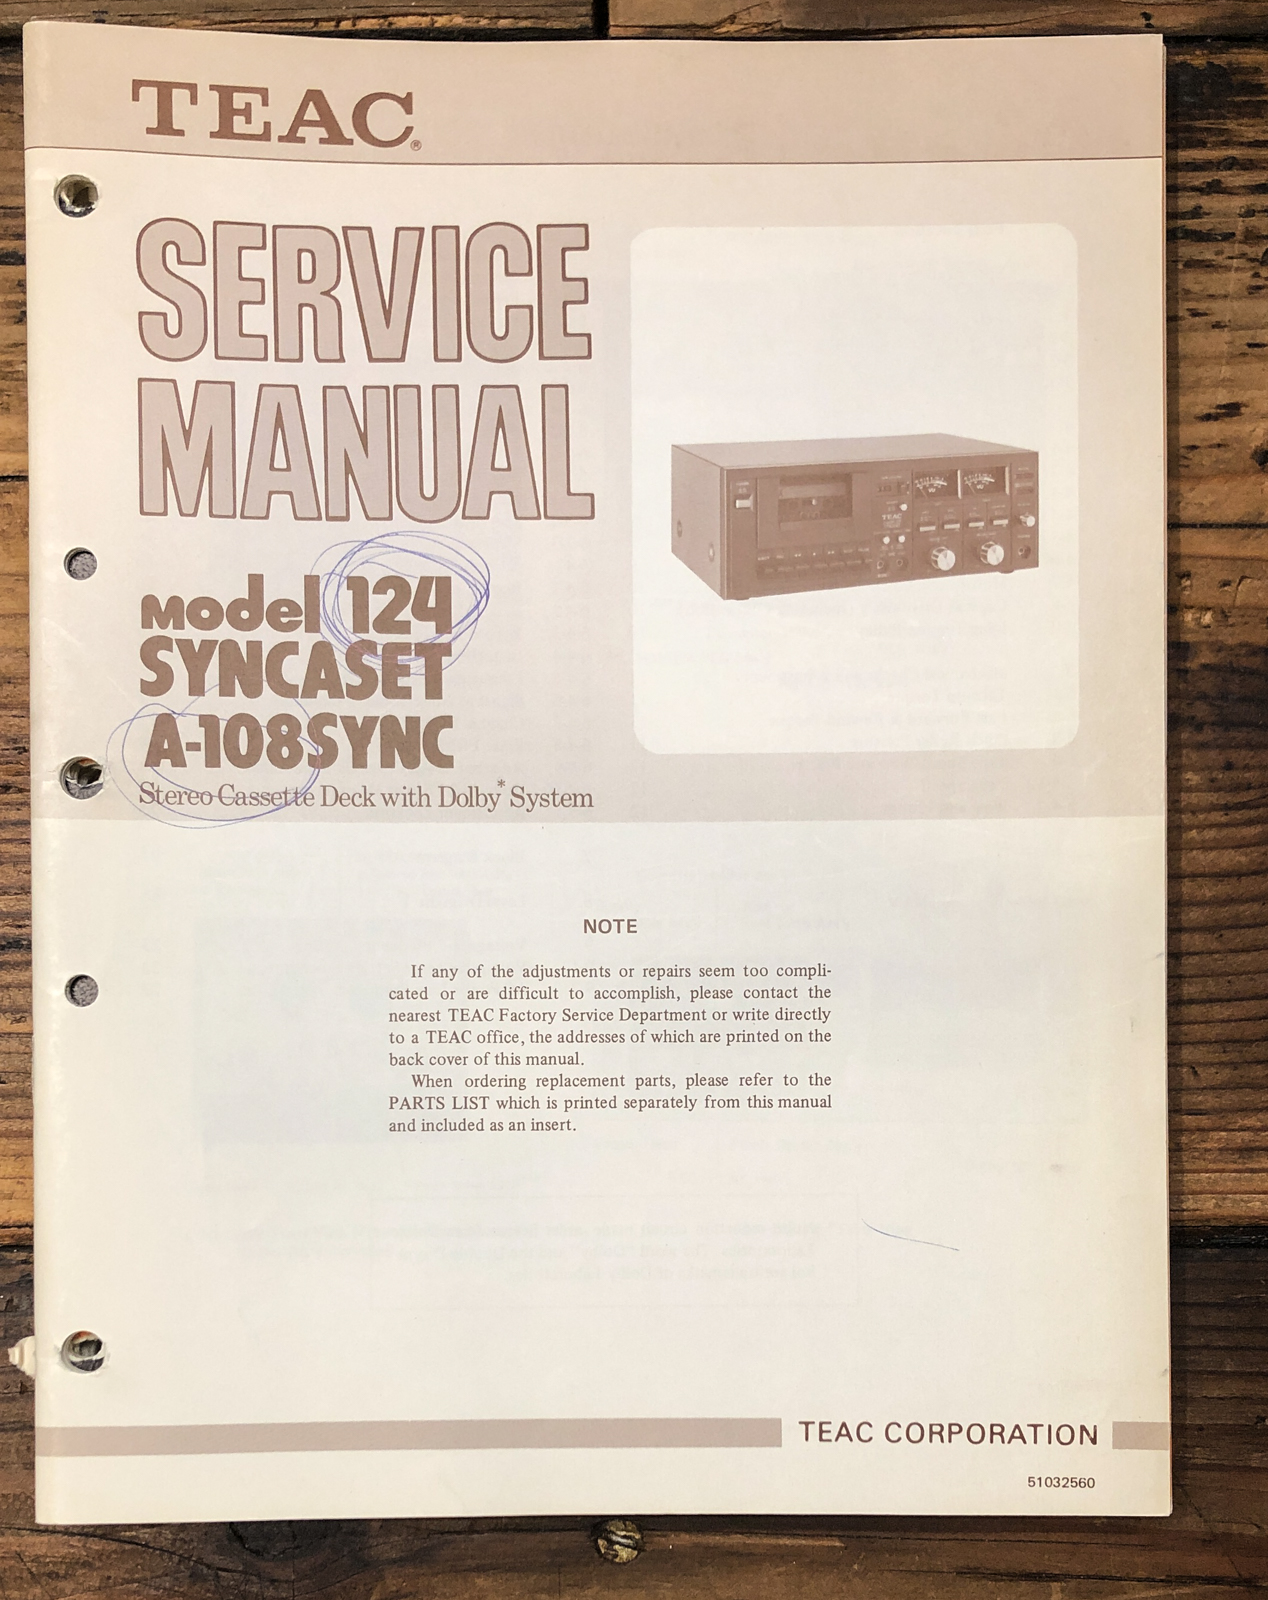 TEAC®
SERVICE
MANUAL
Model 124
SYNCASET
A-108SYNC
Stereo Cassette Deck with Dolby* System
TEAC
NOTE
If any of the adjustments or repairs seem too compli-
cated or are difficult to accomplish, please contact the
nearest TEAC Factory Service Department or write directly
to a TEAC office, the addresses of which are printed on the
back cover of this manual.
When ordering replacement parts, please refer to the
PARTS LIST which is printed separately from this manual
and included as an insert.
TEAC CORPORATION
51032560